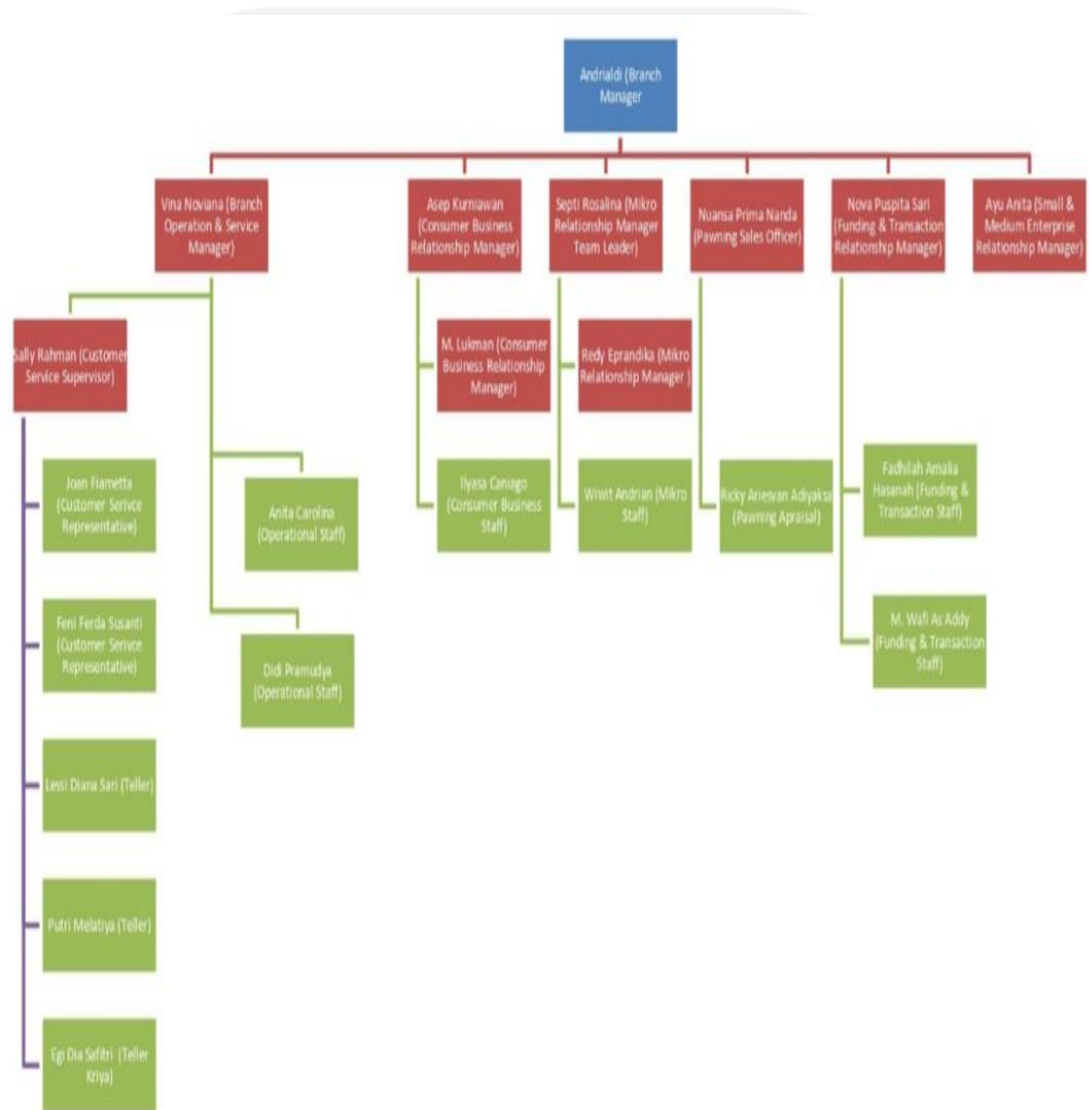 Andrialdi (Branch
Manager
Vina Noviana (Branch
Operation & Service
Manager)
Asep Kurniawan
(Consumer Business
Relationship Manager)
Septi Rosalina (Mikro
Relationship Manager
Team Leader)
Nuansa Prima Nanda
(Pawning Sales Officer)
Nova Puspita Sari
(Funding & Transaction
Relationship Manager)
Ayu Anita (Small &
Medium Enterprise
Relationship Manager)
Sally Rahman (Customer
Service Supervisor)
M. Lukman (Consumer
Business Relationship
Manager)
Redy Eprandika (Mikro
Relationship Manager )
Joan Fiametta
(Customer Serivce
Representative)
Anita Carolina
(Operational Staff)
Ilyasa Caniago
(Consumer Business
Staff)
Wiwit Andrian (Mikro
Staff)
Ricky Ariesvan Adiyaksa
(Pawning Apraisal)
Fadhilah Amalia
Hasanah (Funding &
Transaction Staff)
Feni Ferda Susanti
(Customer Serivce
Representative)
Didi Pramudya
(Operational Staff)
M. Wafi As Addy
(Funding & Transaction
Staff)
Lessi Diana Sari (Teller)
Putri Melatiya (Teller)
Egi Dia Safitri (Teller
Kriya)